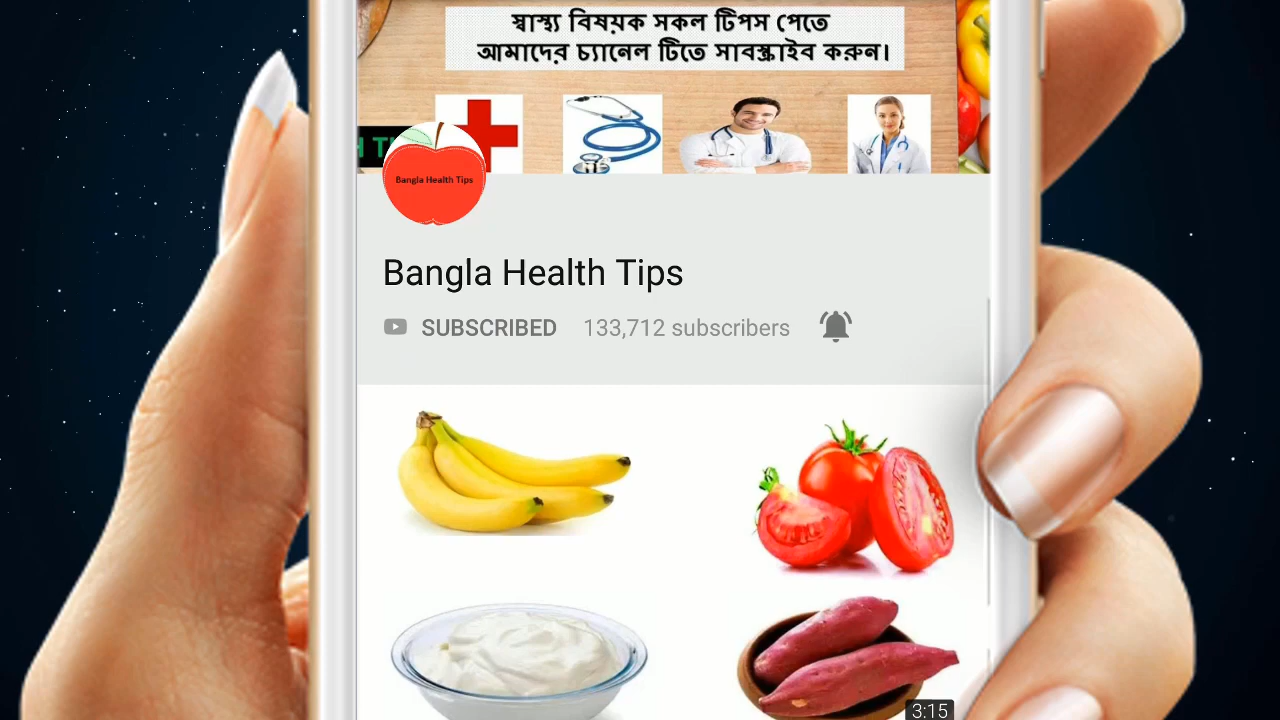 স্বাস্থ্য বিষয়ক সকল টিপস পেতে
আমাদের চ্যানেল টিতে সাবস্ক্রাইব করুন।
H T
Bangla Health Tips
Bangla Health Tips
SUBSCRIBED 133,712 subscribers
3:15